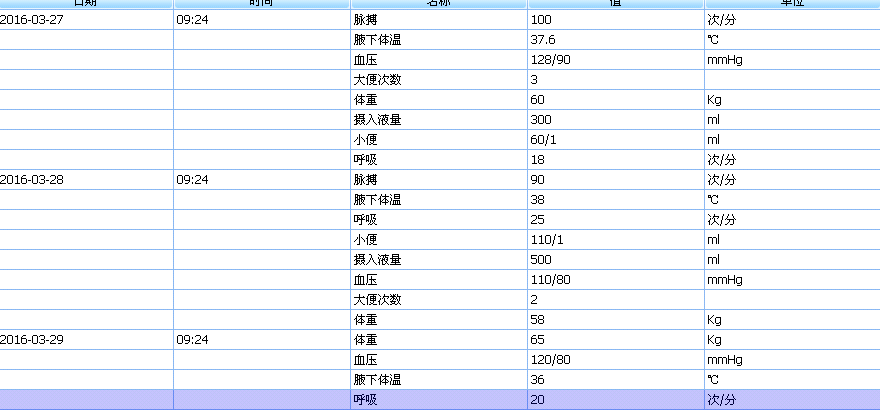 日期 时间 名称 值 单位
2016-03-27 09:24 脉搏 100 次/分
腋下体温 37.6 ℃
血压 128/90 mmHg
大便次数 3
体重 60 Kg
摄入液量 300 ml
小便 60/1 ml
呼吸 18 次/分
2016-03-28 09:24 脉搏 90 次/分
腋下体温 38 ℃
呼吸 25 次/分
小便 110/1 ml
摄入液量 500 ml
血压 110/80 mmHg
大便次数 2
体重 58 Kg
2016-03-29 09:24 体重 65 Kg
血压 120/80 mmHg
腋下体温 36 ℃
呼吸 20 次/分